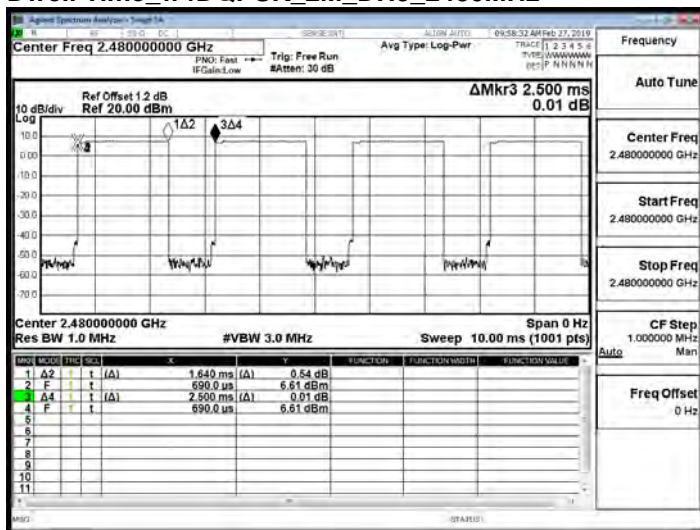 Agilent Spectrum Analyzer - Swept SA
RF 50 Ω DC SENSE:INT ALIGN AUTO 09:58:32 AM Feb 27, 2019
Center Freq 2.480000000 GHz
PNO: Fast
IFGain:Low
Trig: Free Run
#Atten: 30 dB
Avg Type: Log-Pwr
TRACE 1 2 3 4 5 6
TYPE WWWWWW
DET P N N N N N
Frequency
Auto Tune
Center Freq
2.480000000 GHz
Start Freq
2.480000000 GHz
Stop Freq
2.480000000 GHz
CF Step
1.000000 MHz
Auto Man
Freq Offset
0 Hz
Ref Offset 1.2 dB
10 dB/div Ref 20.00 dBm
ΔMkr3 2.500 ms
0.01 dB
Log
10.0
0.00
-10.0
-20.0
-30.0
-40.0
-50.0
-60.0
-70.0
1Δ2
3Δ4
Center 2.480000000 GHz
Span 0 Hz
Res BW 1.0 MHz #VBW 3.0 MHz Sweep 10.00 ms (1001 pts)
MKR MODE TRC SCL X Y FUNCTION FUNCTION WIDTH FUNCTION VALUE
1 Δ2 1 t (Δ) 1.640 ms (Δ) 0.54 dB
2 F 1 t 690.0 us 6.61 dBm
3 Δ4 1 t (Δ) 2.500 ms (Δ) 0.01 dB
4 F 1 t 690.0 us 6.61 dBm
5
6
7
8
9
10
11
MSG
STATUS